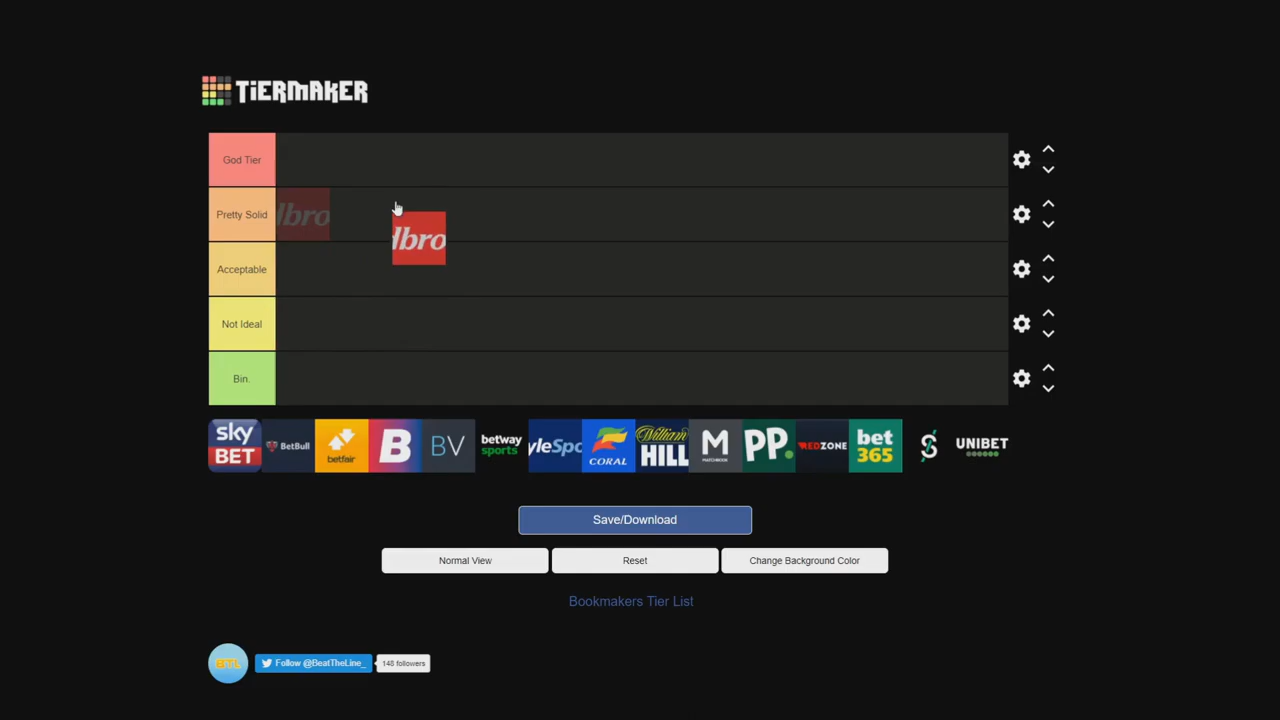 TiERMAKER
God Tier
Pretty Solid
lbro
lbro
Acceptable
Not Ideal
Bin.
sky BET
BetBull
betfair
B
BV
betway sports
yleSpo
CORAL
William HILL
M MATCHBOOK
PP.
REDZONE
bet 365
S
UNIBET
Save/Download
Normal View
Reset
Change Background Color
Bookmakers Tier List
BTL
Follow @BeatTheLine_
148 followers